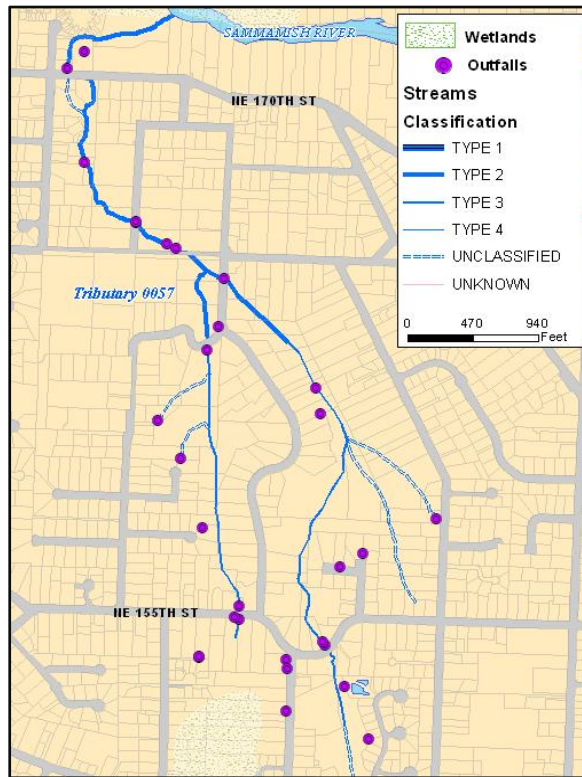 SAMMAMISH RIVER
NE 170TH ST
Tributary 0057
NE 155TH ST
Wetlands
Outfalls
Streams
Classification
TYPE 1
TYPE 2
TYPE 3
TYPE 4
UNCLASSIFIED
UNKNOWN
0 470 940
Feet